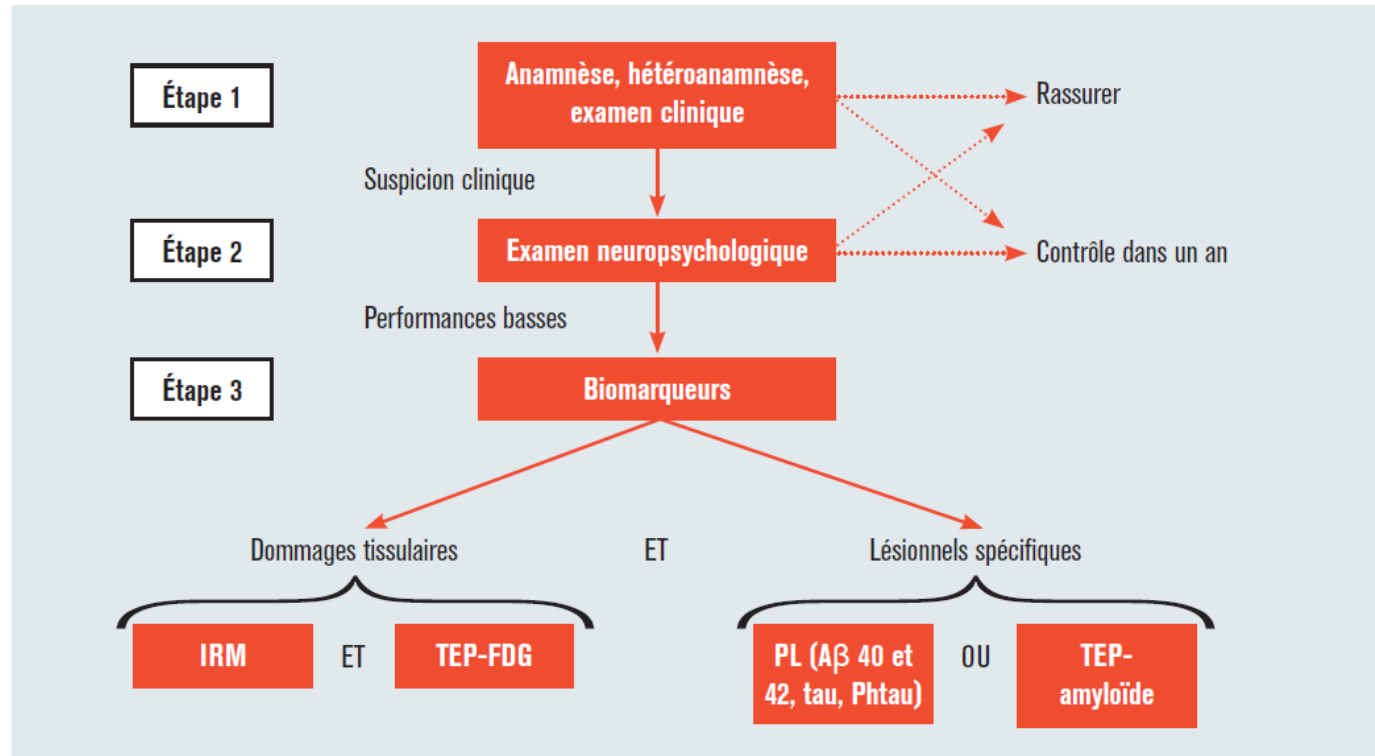 Étape 1
Anamnèse, hétéroanamnèse,
examen clinique
Rassurer
Suspicion clinique
Étape 2
Examen neuropsychologique
Contrôle dans un an
Performances basses
Étape 3
Biomarqueurs
Dommages tissulaires
ET
Lésionnels spécifiques
IRM
ET
TEP-FDG
PL (Aβ 40 et
42, tau, Phtau)
OU
TEP-
amyloïde